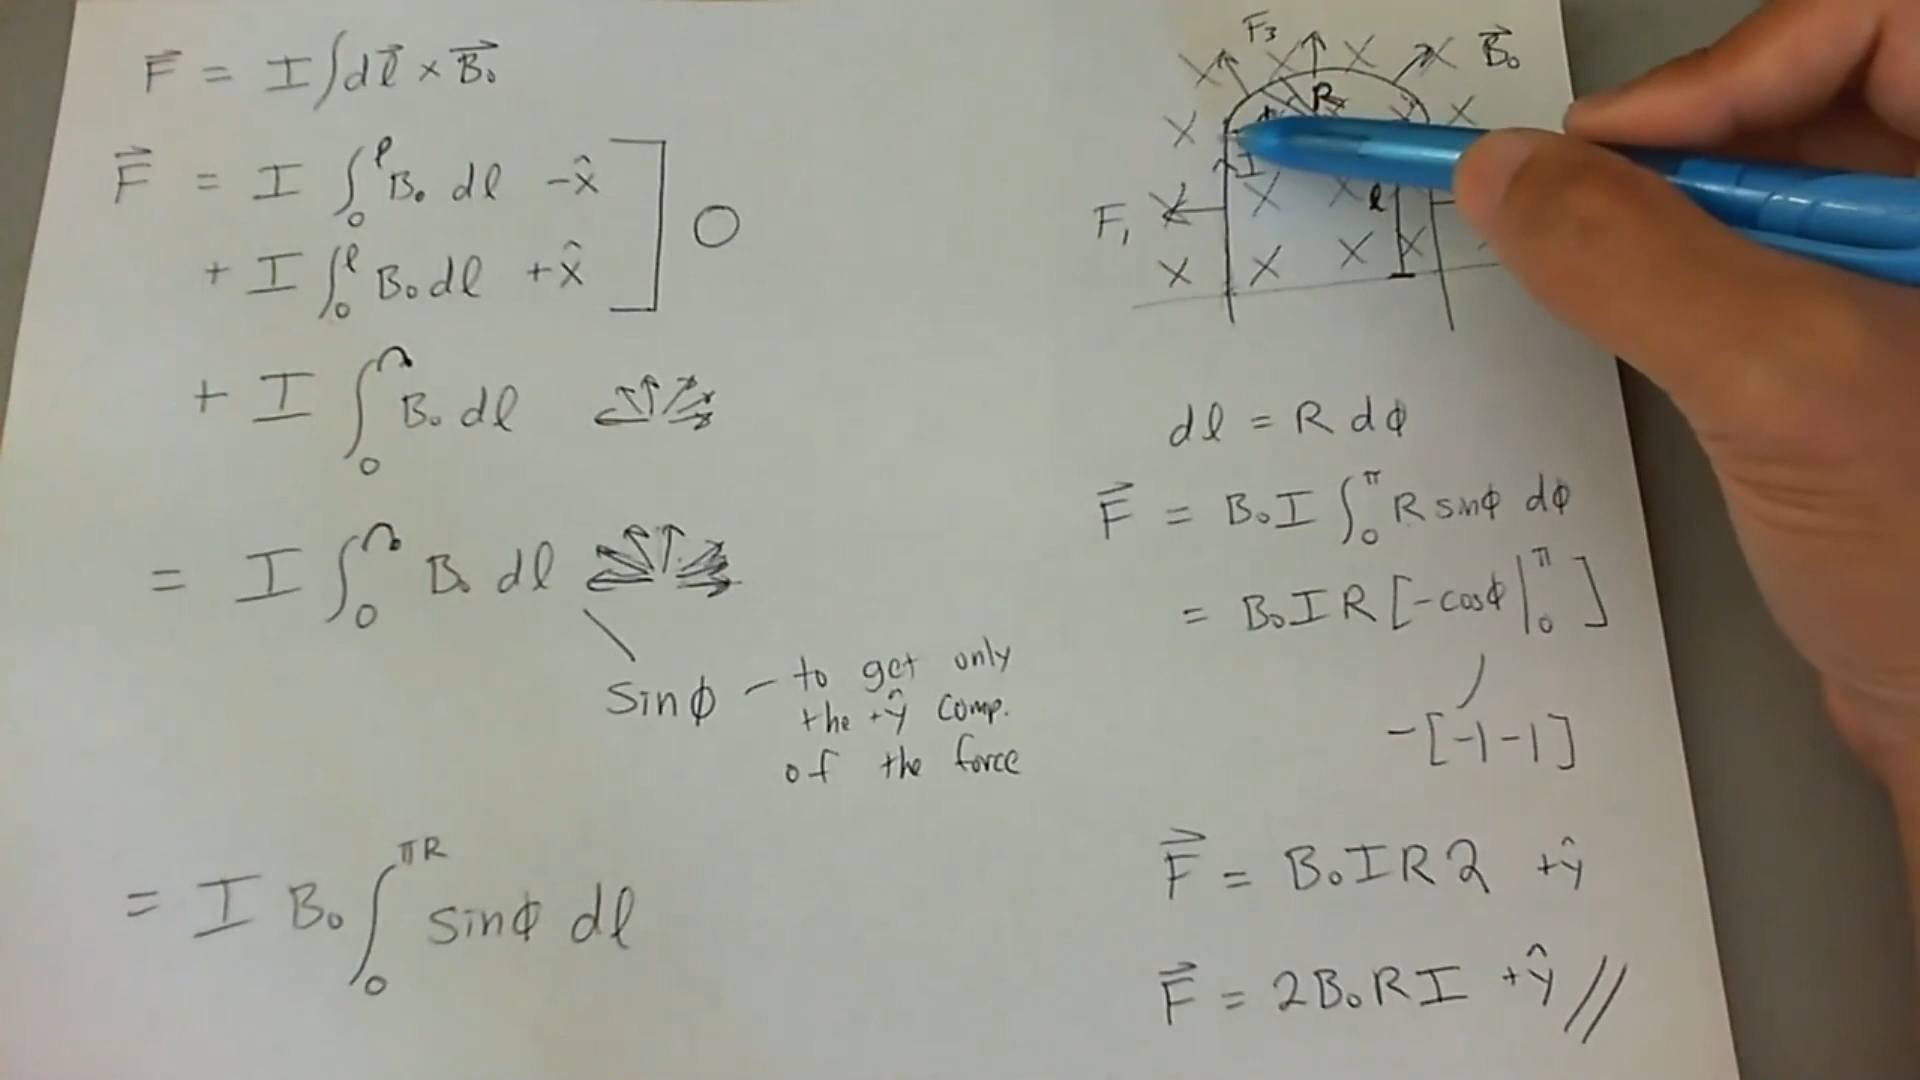 F⃗ = I∫dl⃗ × B⃗₀
F⃗ = I ∫₀ˡ B₀ dl -x̂
+ I ∫₀ˡ B₀ dl +x̂
0
+ I ∫₀ B₀ dl
= I ∫₀ B₀ dl
sinϕ — to get only
the +ŷ comp.
of the force
= I B₀ ∫₀^πR sinϕ dl
F₃
B⃗₀
R
ϕ
I
F₁
l
dl = R dϕ
F⃗ = B₀I ∫₀^π R sinϕ dϕ
= B₀IR [-cosϕ |₀^π ]
-[-1-1]
F⃗ = B₀IR2 +ŷ
F⃗ = 2B₀RI +ŷ //